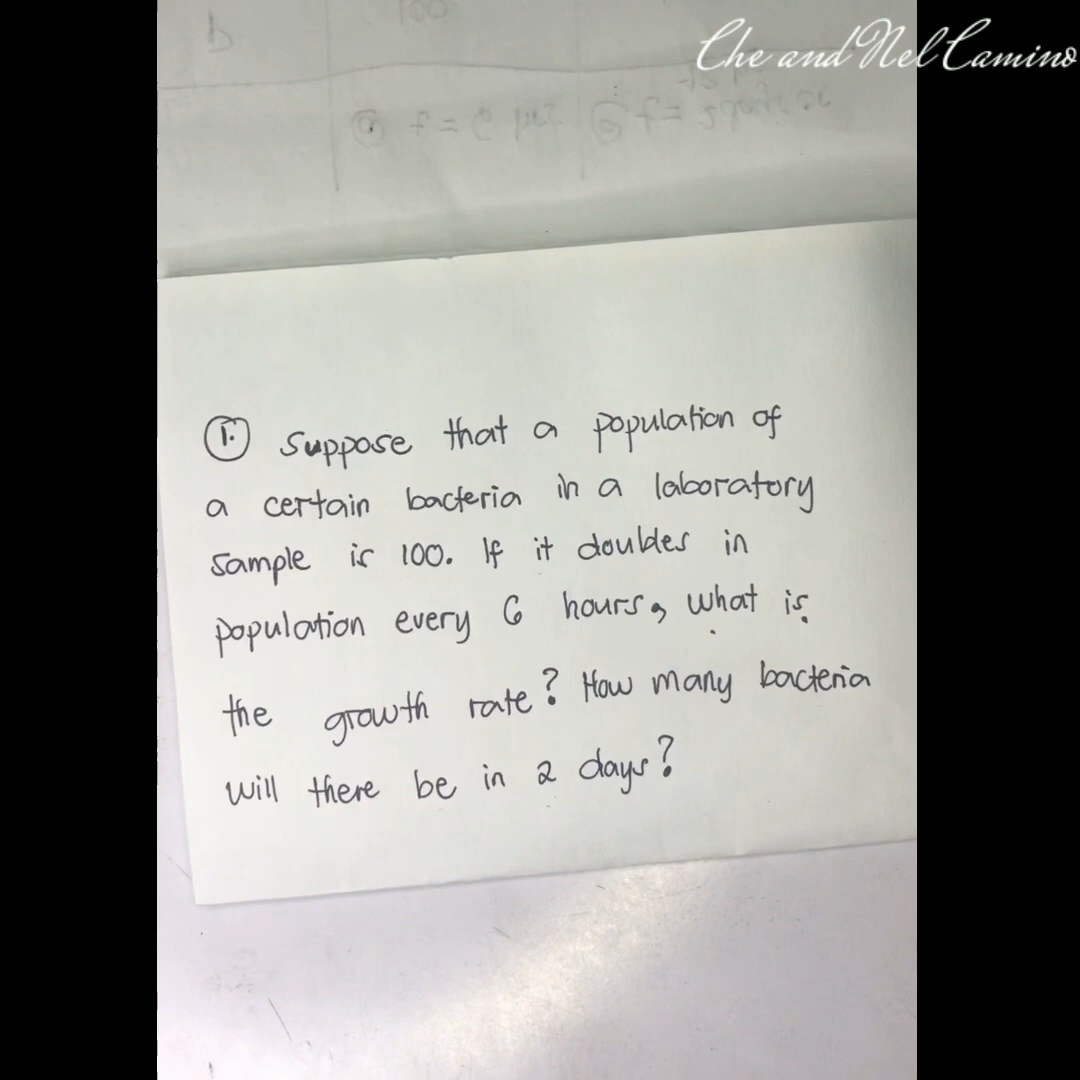 Che and Nel Camino
100
1. Suppose that a population of
a certain bacteria in a laboratory
sample is 100. If it doubles in
population every 6 hours, what is
the growth rate? How many bacteria
will there be in 2 days?